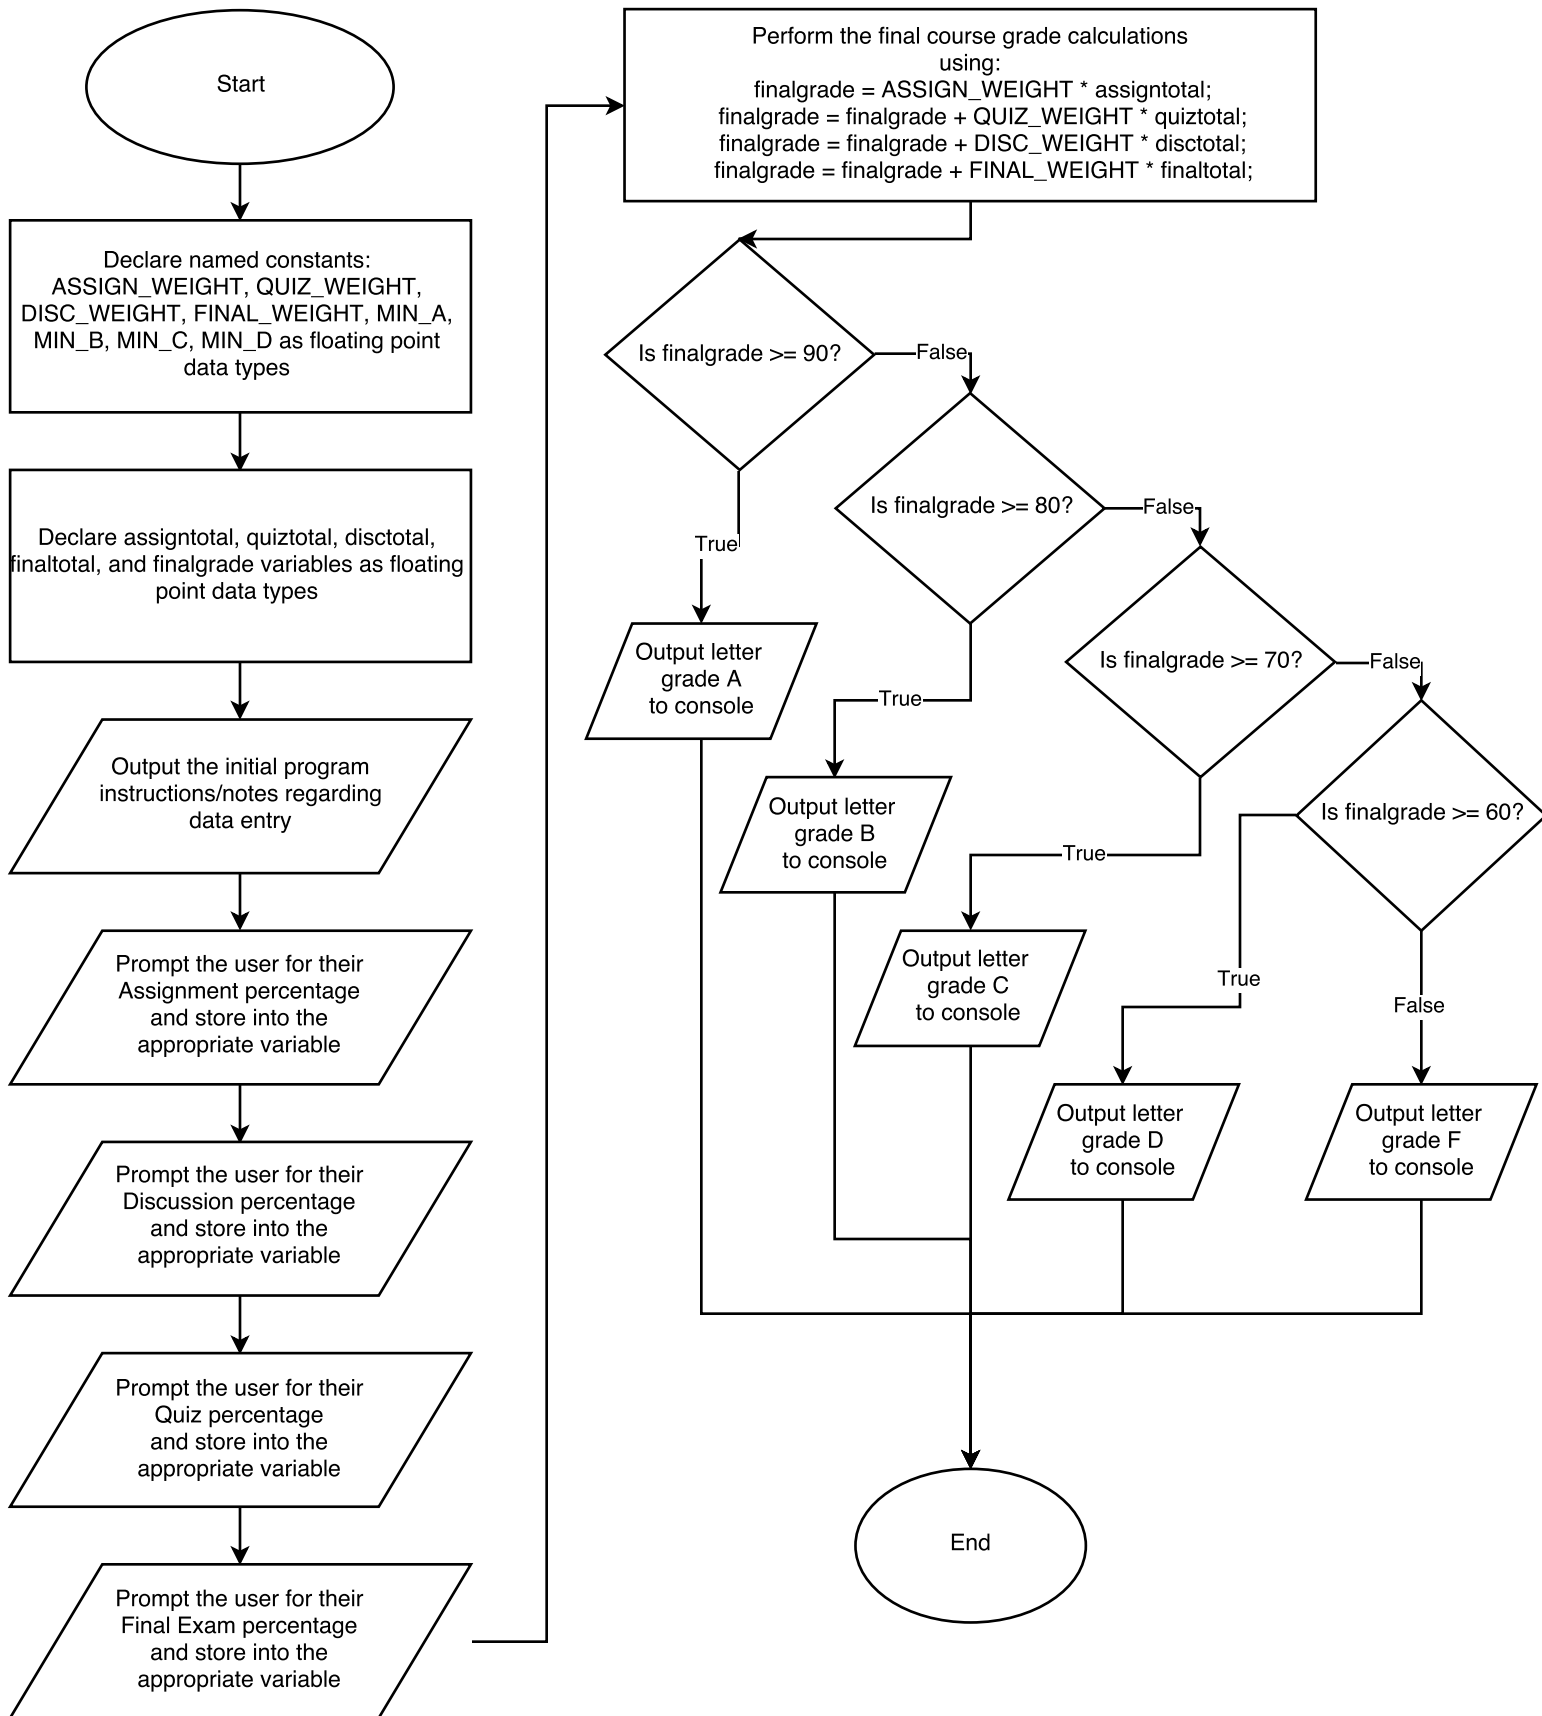 Start
Declare named constants:
ASSIGN_WEIGHT, QUIZ_WEIGHT,
DISC_WEIGHT, FINAL_WEIGHT, MIN_A,
MIN_B, MIN_C, MIN_D as floating point
data types
Declare assigntotal, quiztotal, disctotal,
finaltotal, and finalgrade variables as floating
point data types
Output the initial program
instructions/notes regarding
data entry
Prompt the user for their
Assignment percentage
and store into the
appropriate variable
Prompt the user for their
Discussion percentage
and store into the
appropriate variable
Prompt the user for their
Quiz percentage
and store into the
appropriate variable
Prompt the user for their
Final Exam percentage
and store into the
appropriate variable
Perform the final course grade calculations
using:
finalgrade = ASSIGN_WEIGHT * assigntotal;
finalgrade = finalgrade + QUIZ_WEIGHT * quiztotal;
finalgrade = finalgrade + DISC_WEIGHT * disctotal;
finalgrade = finalgrade + FINAL_WEIGHT * finaltotal;
Is finalgrade >= 90?
False
True
Output letter
grade A
to console
Is finalgrade >= 80?
False
True
Output letter
grade B
to console
Is finalgrade >= 70?
False
True
Output letter
grade C
to console
Is finalgrade >= 60?
True
False
Output letter
grade D
to console
Output letter
grade F
to console
End